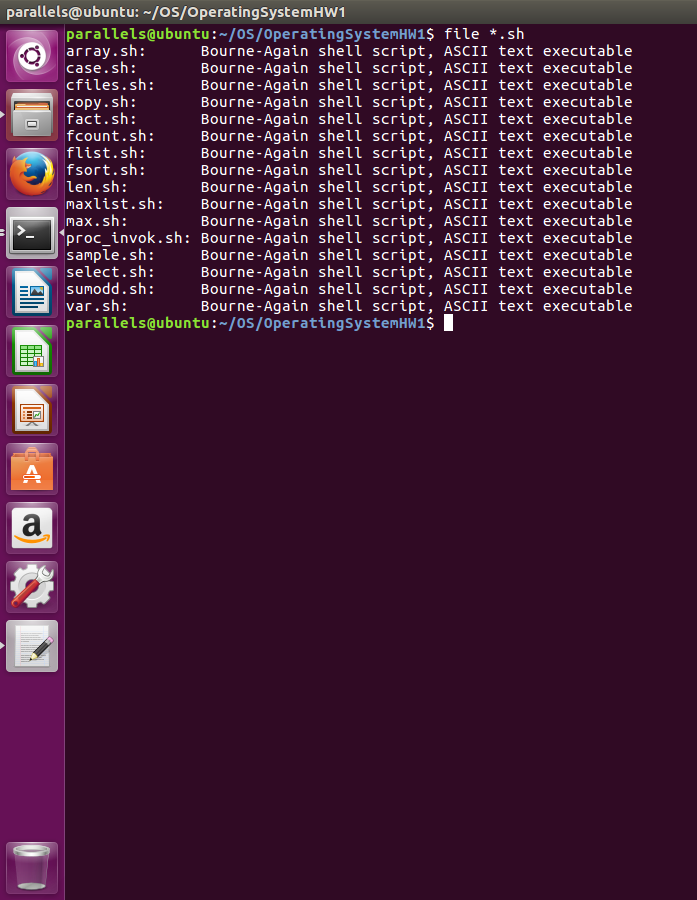 parallels@ubuntu: ~/OS/OperatingSystemHW1
parallels@ubuntu:~/OS/OperatingSystemHW1$ file *.sh
array.sh:      Bourne-Again shell script, ASCII text executable
case.sh:       Bourne-Again shell script, ASCII text executable
cfiles.sh:     Bourne-Again shell script, ASCII text executable
copy.sh:       Bourne-Again shell script, ASCII text executable
fact.sh:       Bourne-Again shell script, ASCII text executable
fcount.sh:     Bourne-Again shell script, ASCII text executable
flist.sh:      Bourne-Again shell script, ASCII text executable
fsort.sh:      Bourne-Again shell script, ASCII text executable
len.sh:        Bourne-Again shell script, ASCII text executable
maxlist.sh:    Bourne-Again shell script, ASCII text executable
max.sh:        Bourne-Again shell script, ASCII text executable
proc_invok.sh: Bourne-Again shell script, ASCII text executable
sample.sh:     Bourne-Again shell script, ASCII text executable
select.sh:     Bourne-Again shell script, ASCII text executable
sumodd.sh:     Bourne-Again shell script, ASCII text executable
var.sh:        Bourne-Again shell script, ASCII text executable
parallels@ubuntu:~/OS/OperatingSystemHW1$